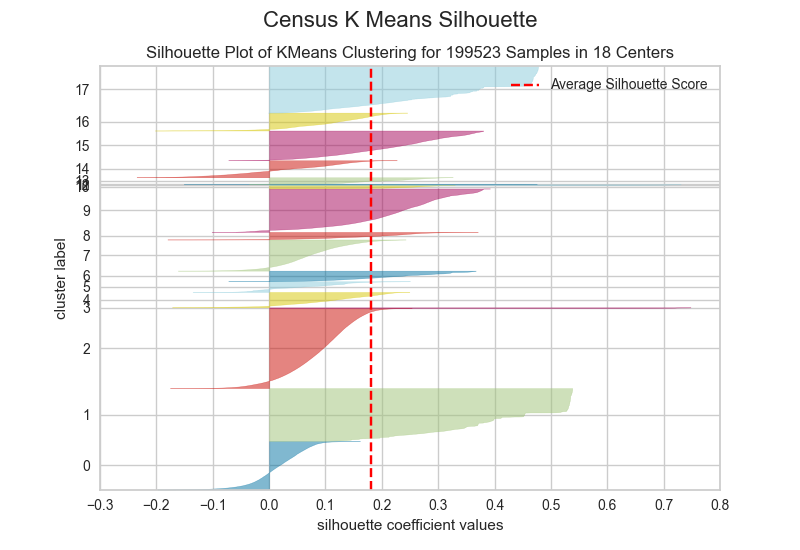 Census K Means Silhouette
Silhouette Plot of KMeans Clustering for 199523 Samples in 18 Centers
Average Silhouette Score
17
16
15
14
9
8
7
6
5
4
3
2
1
0
cluster label
−0.3 −0.2 −0.1 0.0 0.1 0.2 0.3 0.4 0.5 0.6 0.7 0.8
silhouette coefficient values